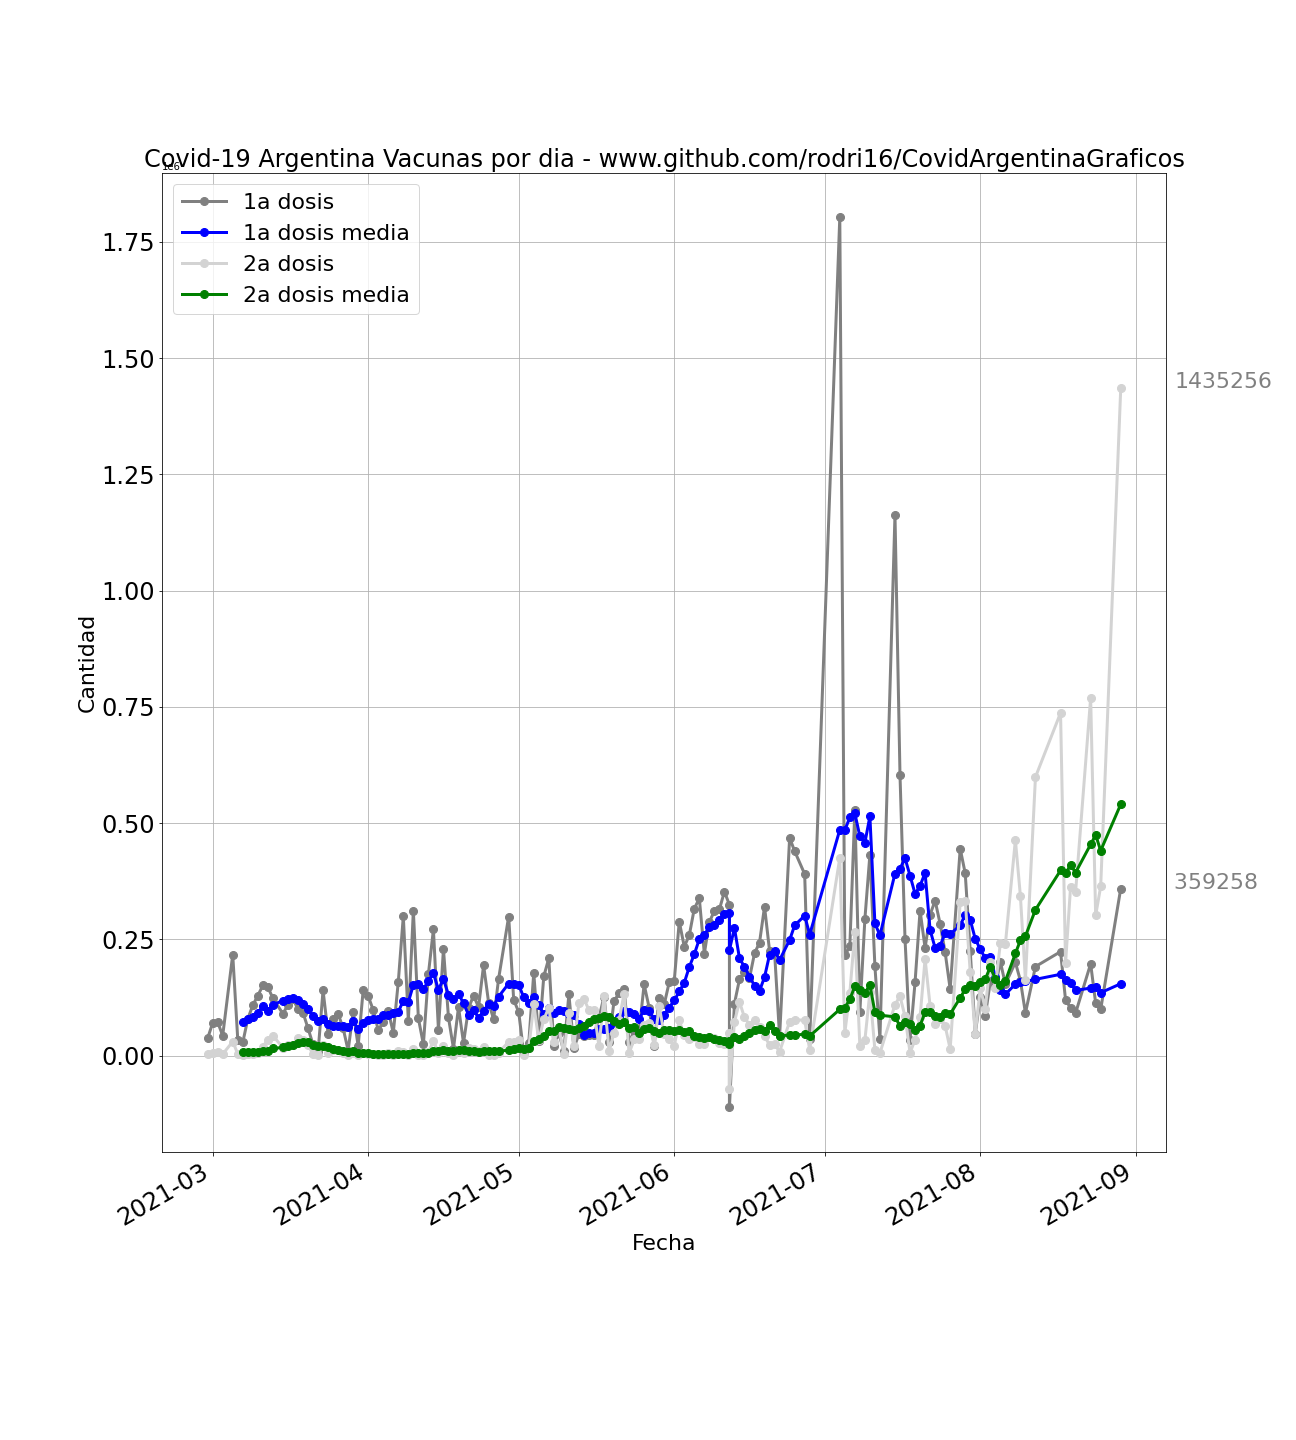 Covid-19 Argentina Vacunas por dia - www.github.com/rodri16/CovidArgentinaGraficos
1e6
1a dosis
1a dosis media
2a dosis
2a dosis media
1.75
1.50
1.25
1.00
0.75
0.50
0.25
0.00
Cantidad
1435256
359258
2021-03
2021-04
2021-05
2021-06
2021-07
2021-08
2021-09
Fecha